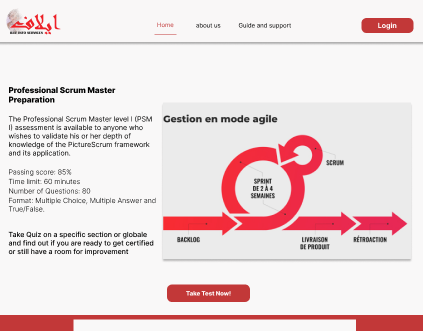 ايلاف
Home
about us
Guide and support
Login
Professional Scrum Master
Preparation
The Professional Scrum Master level I (PSM
I) assessment is available to anyone who
wishes to validate his or her depth of
knowledge of the PictureScrum framework
and its application.
Passing score: 85%
Time limit: 60 minutes
Number of Questions: 80
Format: Multiple Choice, Multiple Answer and
True/False.
Take Quiz on a specific section or globale
and find out if you are ready to get certified
or still have a room for improvement
Gestion en mode agile
SCRUM
SPRINT
DE 2 À 4
SEMAINES
BACKLOG
LIVRAISON
DE PRODUIT
RÉTROACTION
Take Test Now!